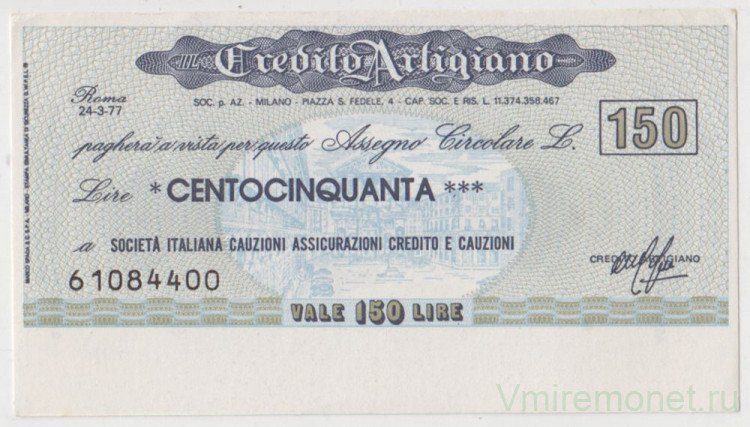 Il Credito Artigiano
Roma
24-3-77
SOC. p. AZ. - MILANO - PIAZZA S. FEDELE, 4 - CAP. SOC. E RIS. L. 11.374.358.467
150
pagherà a vista per questo Assegno Circolare L.
Lire *CENTOCINQUANTA ***
a SOCIETÀ ITALIANA CAUZIONI ASSICURAZIONI CREDITO E CAUZIONI
61084400
CREDITO ARTIGIANO
VALE 150 LIRE
Vmiremonet.ru